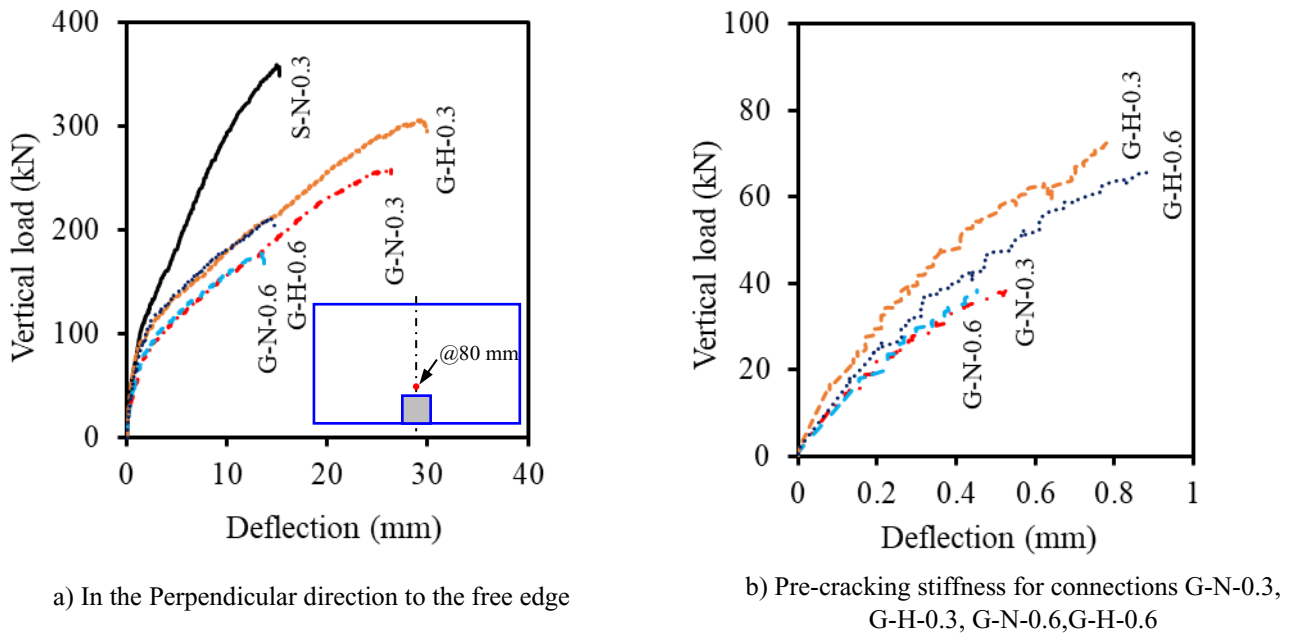 400
300
200
100
0
Vertical load (kN)
S-N-0.3
G-H-0.3
G-N-0.3
G-H-0.6
G-N-0.6
@80 mm
0 10 20 30 40
Deflection (mm)
a) In the Perpendicular direction to the free edge
100
80
60
40
20
0
Vertical load (kN)
G-H-0.3
G-H-0.6
G-N-0.3
G-N-0.6
0 0.2 0.4 0.6 0.8 1
Deflection (mm)
b) Pre-cracking stiffness for connections G-N-0.3,
G-H-0.3, G-N-0.6,G-H-0.6